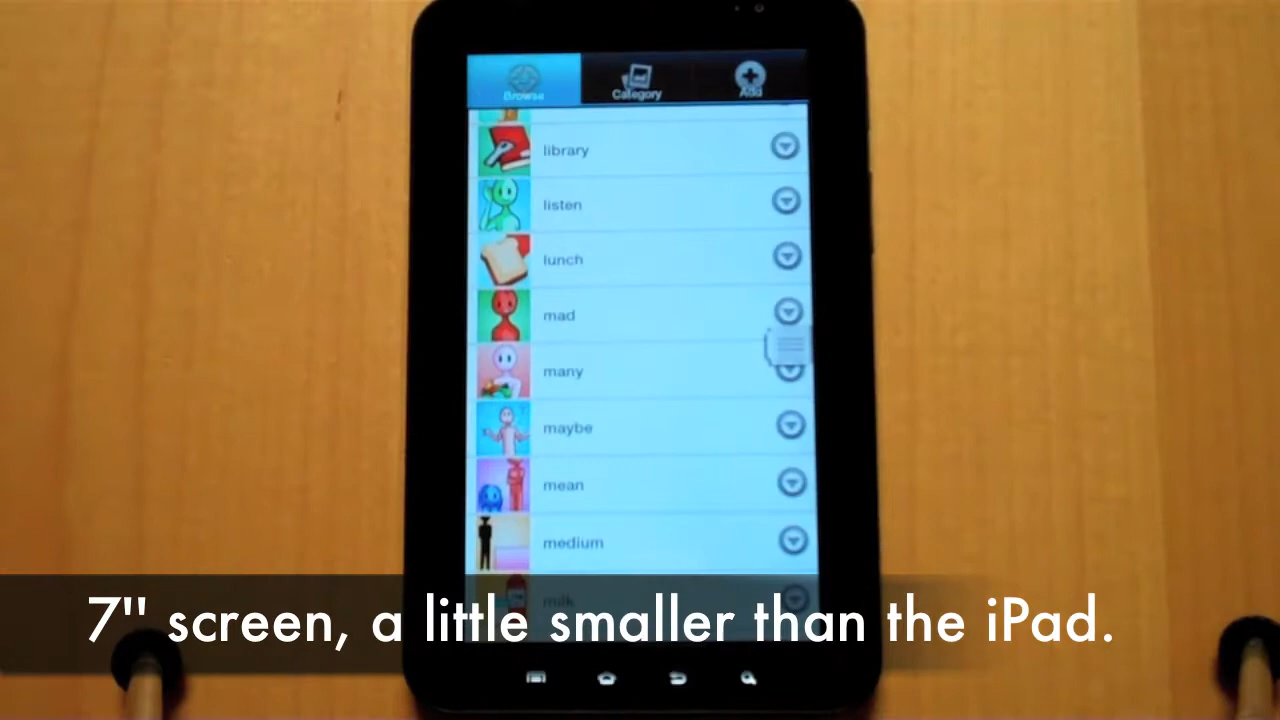 Browse
Category
Add
library
listen
lunch
mad
many
maybe
mean
medium
milk
7" screen, a little smaller than the iPad.